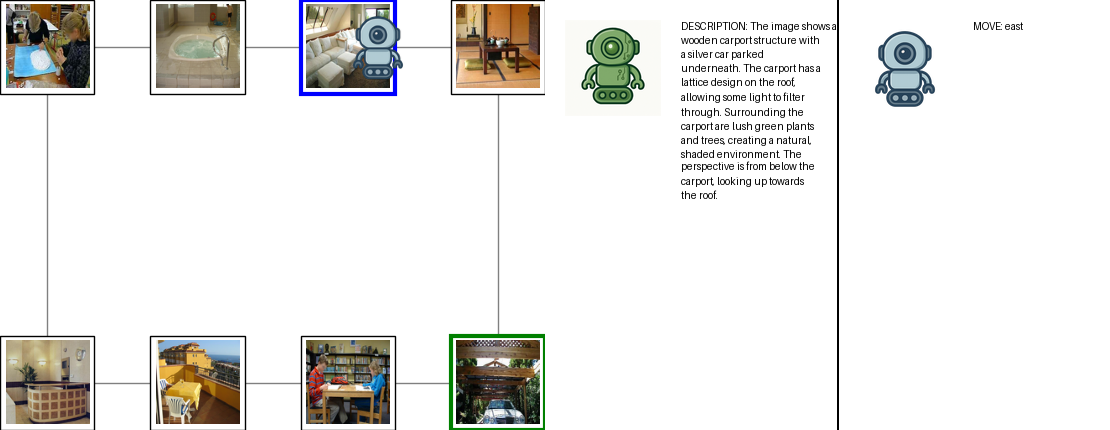 DESCRIPTION: The image shows a
wooden carport structure with
a silver car parked
underneath. The carport has a
lattice design on the roof,
allowing some light to filter
through. Surrounding the
carport are lush green plants
and trees, creating a natural,
shaded environment. The
perspective is from below the
carport, looking up towards
the roof.
MOVE: east